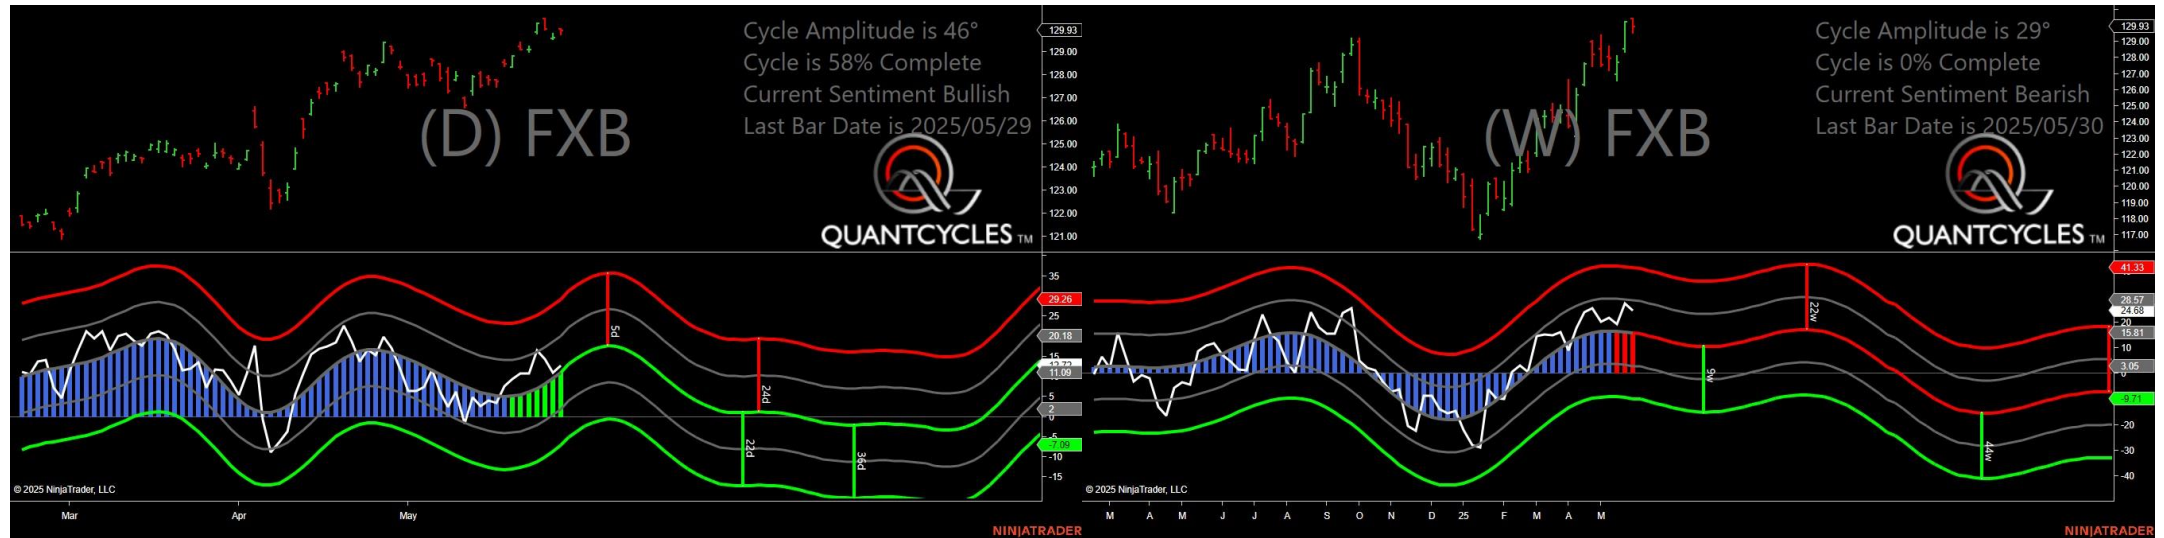 Cycle Amplitude is 46°
Cycle is 58% Complete
Current Sentiment Bullish
Last Bar Date is 2025/05/29
(D) FXB
QUANTCYCLES TM
129.93
129.00
128.00
127.00
126.00
125.00
124.00
123.00
122.00
121.00
35
29.26
25
20.18
15
11.09
5
2
-5
-7.09
-10
-15
5d
24d
22d
36d
© 2025 NinjaTrader, LLC
Mar Apr May
NINJATRADER
Cycle Amplitude is 29°
Cycle is 0% Complete
Current Sentiment Bearish
Last Bar Date is 2025/05/30
(W) FXB
QUANTCYCLES TM
129.93
129.00
128.00
127.00
126.00
125.00
124.00
123.00
122.00
121.00
120.00
119.00
118.00
117.00
41.33
28.57
24.68
20
15.81
10
3.05
0
-9.71
-20
-30
-40
22w
9w
44w
© 2025 NinjaTrader, LLC
M A M J J A S O N D 25 F M A M
NINJATRADER